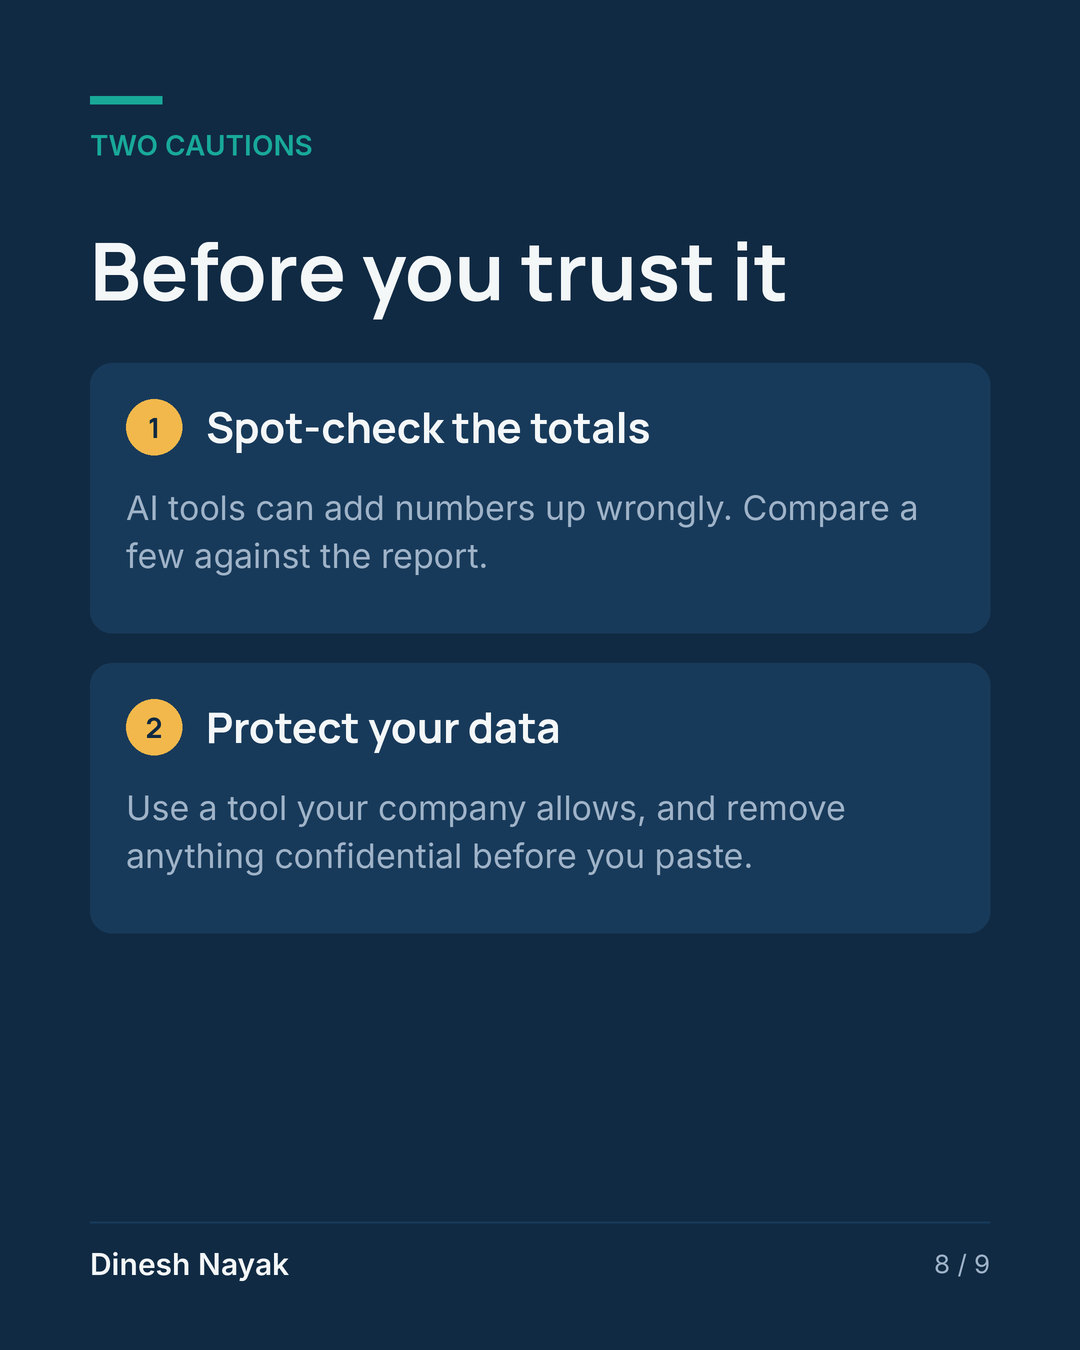 TWO CAUTIONS
Before you trust it
1 Spot-check the totals
AI tools can add numbers up wrongly. Compare a
few against the report.
2 Protect your data
Use a tool your company allows, and remove
anything confidential before you paste.
Dinesh Nayak 8 / 9